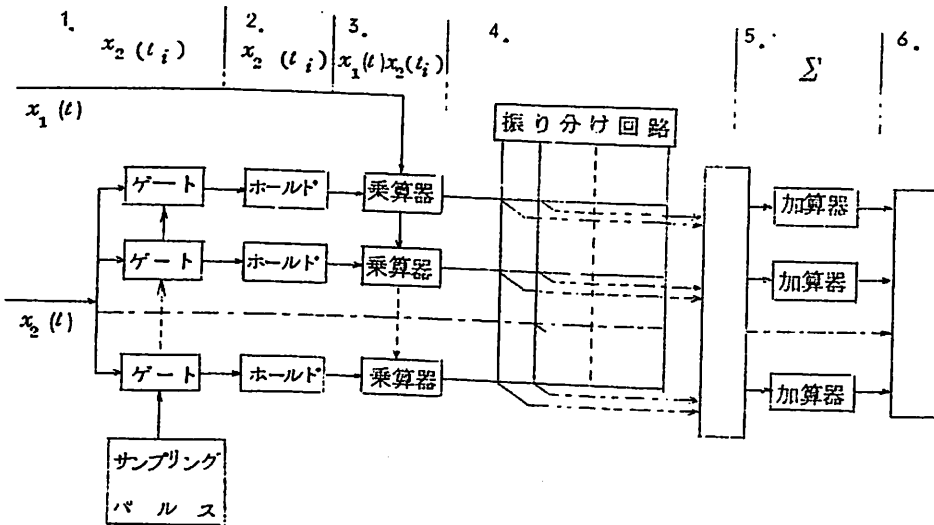 1. 2. 3. 4. 5. 6.
x₂(t_i) x₂(t_i) x₁(t)x₂(t_i) Σ
x₁(t)
振り分け回路
ゲート ホールド 乗算器 加算器
ゲート ホールド 乗算器 加算器
x₂(t)
ゲート ホールド 乗算器 加算器
サンプリング
パルス